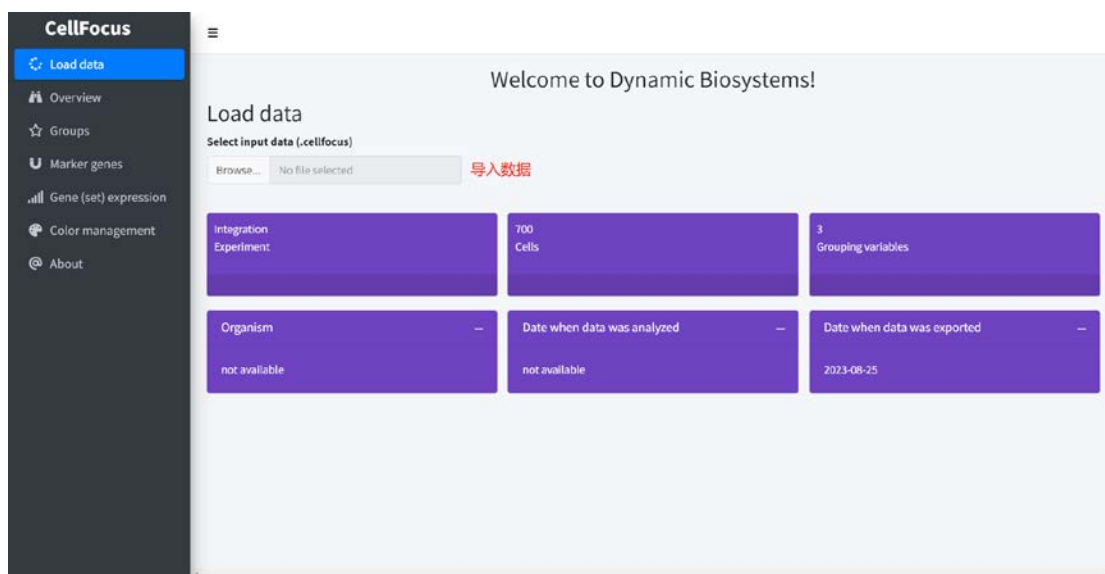 CellFocus
Load data
Overview
Groups
Marker genes
Gene (set) expression
Color management
About
Welcome to Dynamic Biosystems!
Load data
Select input data (.cellfocus)
Browse... No file selected 导入数据
Integration
Experiment
700
Cells
3
Grouping variables
Organism
not available
Date when data was analyzed
not available
Date when data was exported
2023-08-25